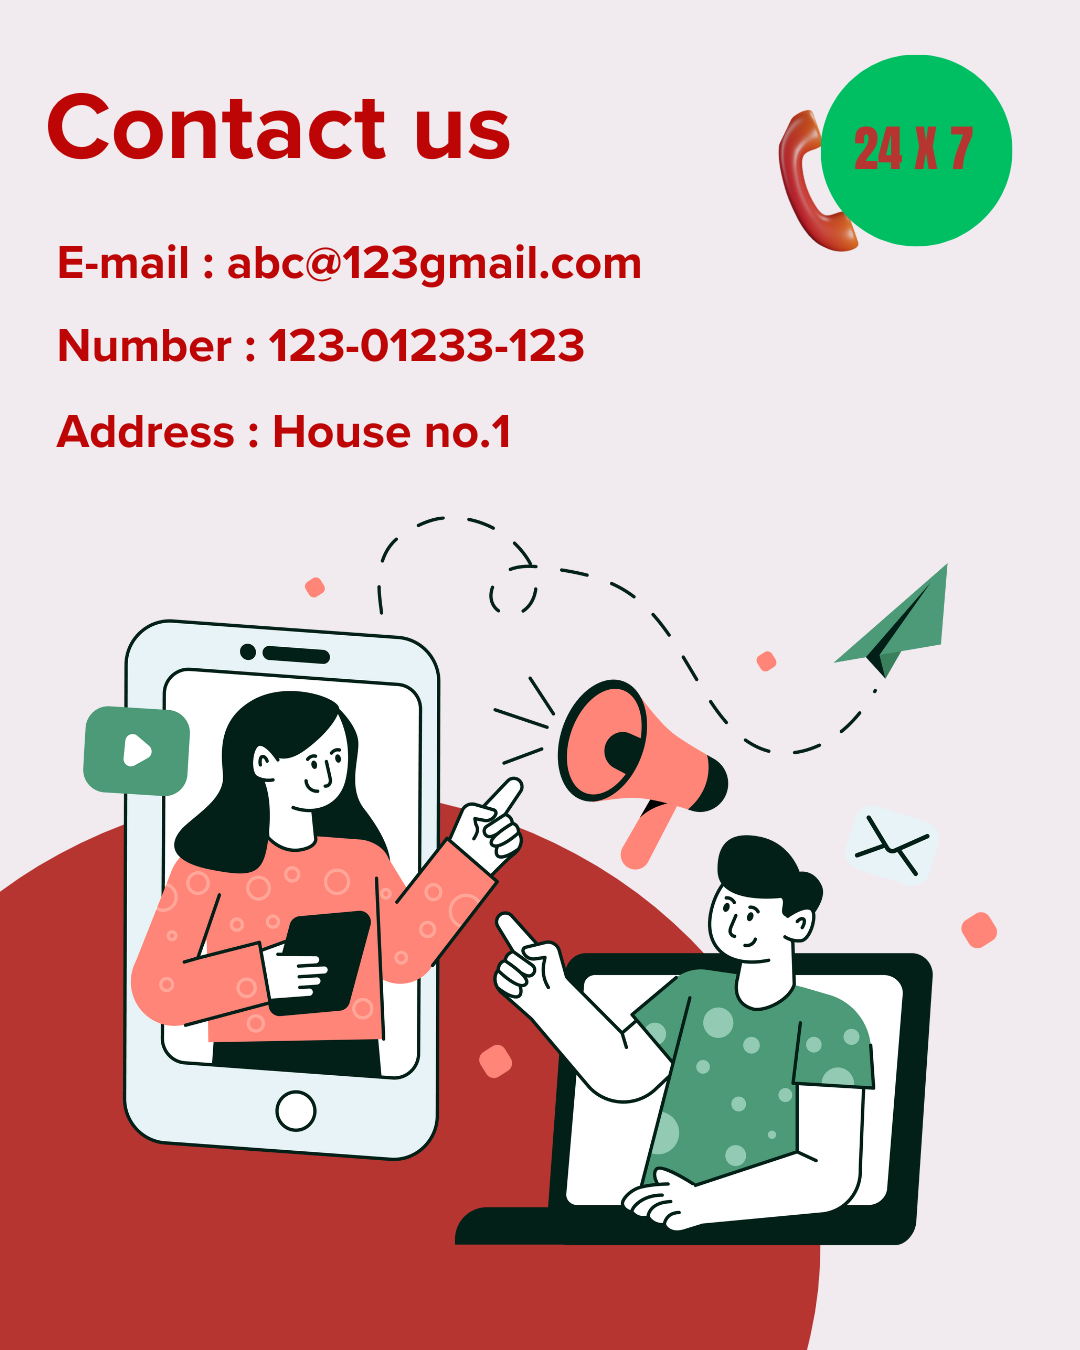 Contact us
24 X 7
E-mail : abc@123gmail.com
Number : 123-01233-123
Address : House no.1